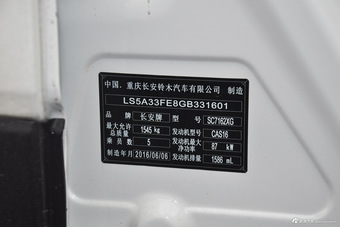 中国．重庆长安铃木汽车有限公司 制造
LS5A33FE8GB331601
品 牌 长安牌 型 号 SC7162XG
最大允许总质量 1545 kg 发动机型号 CAS16
乘员数 5 发动机最大净功率 87 kW
制造年月 2016/06/06 发动机排量 1586 mL